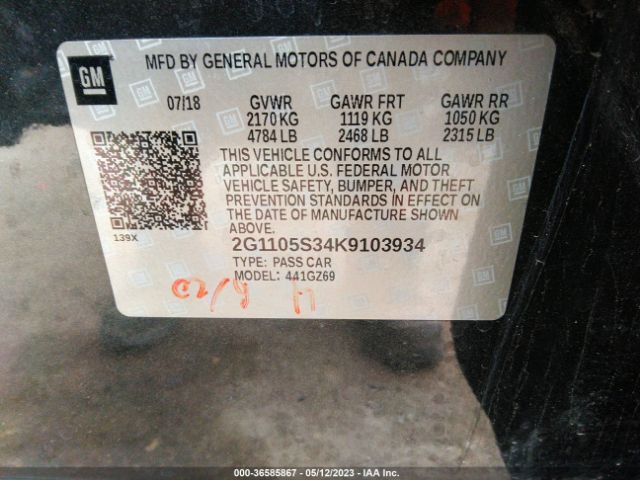 GM
MFD BY GENERAL MOTORS OF CANADA COMPANY
07/18 GVWR GAWR FRT GAWR RR
2170 KG 1119 KG 1050 KG
4784 LB 2468 LB 2315 LB
THIS VEHICLE CONFORMS TO ALL
APPLICABLE U.S. FEDERAL MOTOR
VEHICLE SAFETY, BUMPER, AND THEFT
PREVENTION STANDARDS IN EFFECT ON
THE DATE OF MANUFACTURE SHOWN
ABOVE.
139X
2G1105S34K9103934
TYPE: PASS CAR
MODEL: 441GZ69
000-36585867 - 05/12/2023 - IAA Inc.